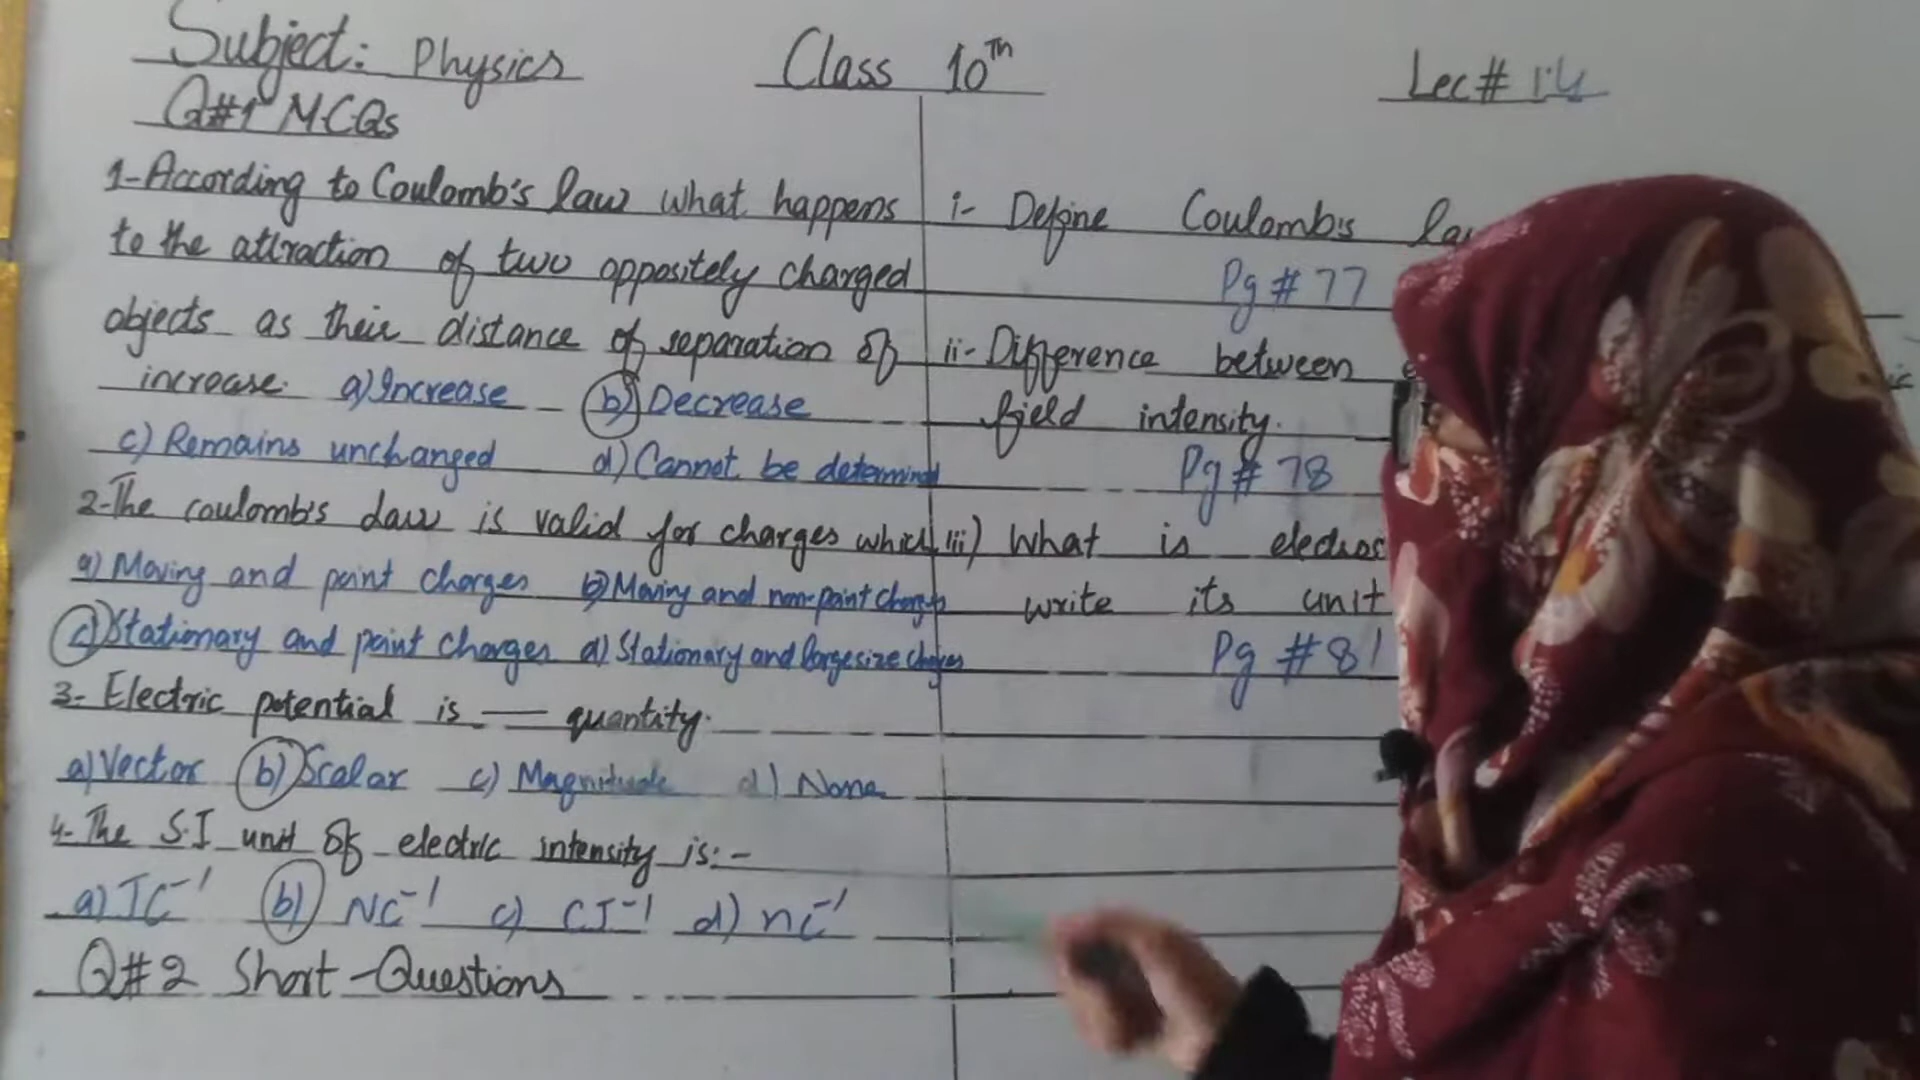 Subject: Physics Class 10th Lec# 14
Q#1 MCQs
1-According to Coulomb's law what happens
to the attraction of two oppositely charged
objects as their distance of separation of
increase. a) Increase b) Decrease
c) Remains unchanged d) Cannot be determined
2-The coulomb's law is valid for charges which
a) Moving and point charges b) Moving and non-point charges
c) Stationary and point charges d) Stationary and large size charges
3- Electric potential is — quantity.
a) Vector b) Scalar c) Magnitude d) None
4- The S.I unit of electric intensity is:-
a) JC⁻¹ b) NC⁻¹ c) CJ⁻¹ d) nc⁻¹
Q#2 Short-Questions
i- Define Coulomb's
Pg # 77
ii- Difference between
field intensity.
Pg # 78
iii) What is
write its unit
Pg # 81